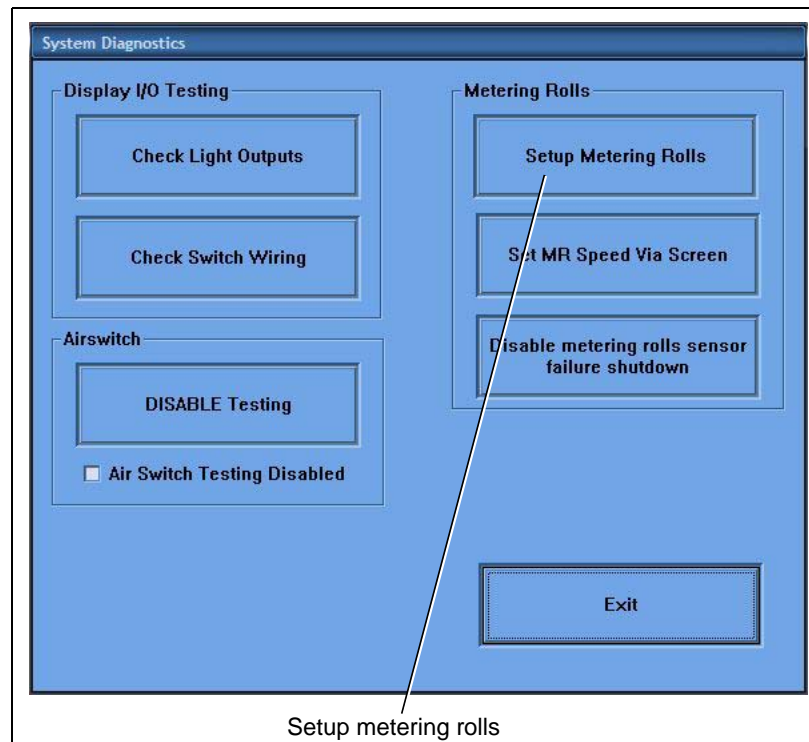 System Diagnostics
Display I/O Testing
Check Light Outputs
Check Switch Wiring
Airswitch
DISABLE Testing
Air Switch Testing Disabled
Metering Rolls
Setup Metering Rolls
Set MR Speed Via Screen
Disable metering rolls sensor
failure shutdown
Exit
Setup metering rolls